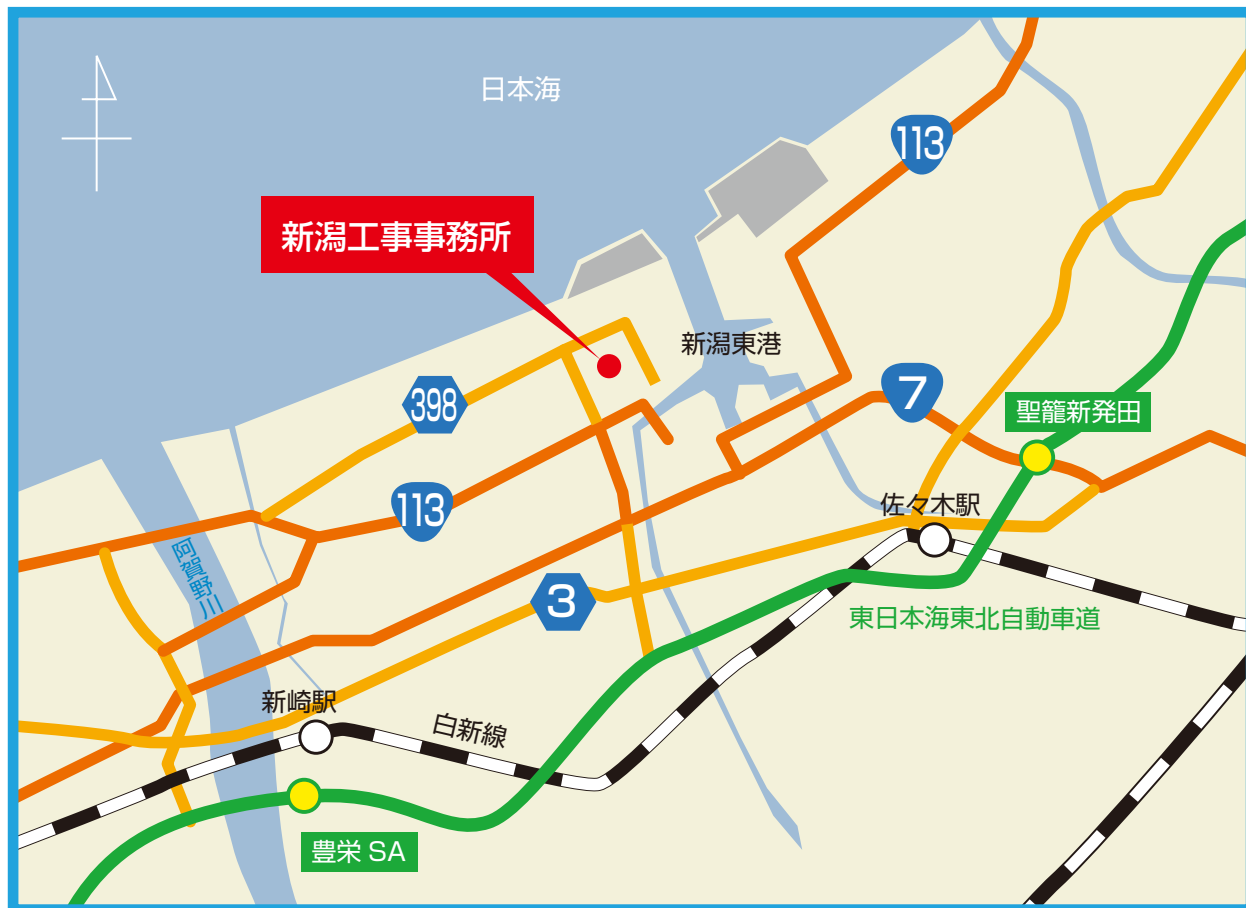 日本海
113
新潟工事事務所
新潟東港
398
7
聖籠新発田
113
佐々木駅
阿賀野川
3
東日本海東北自動車道
新崎駅
白新線
豊栄 SA